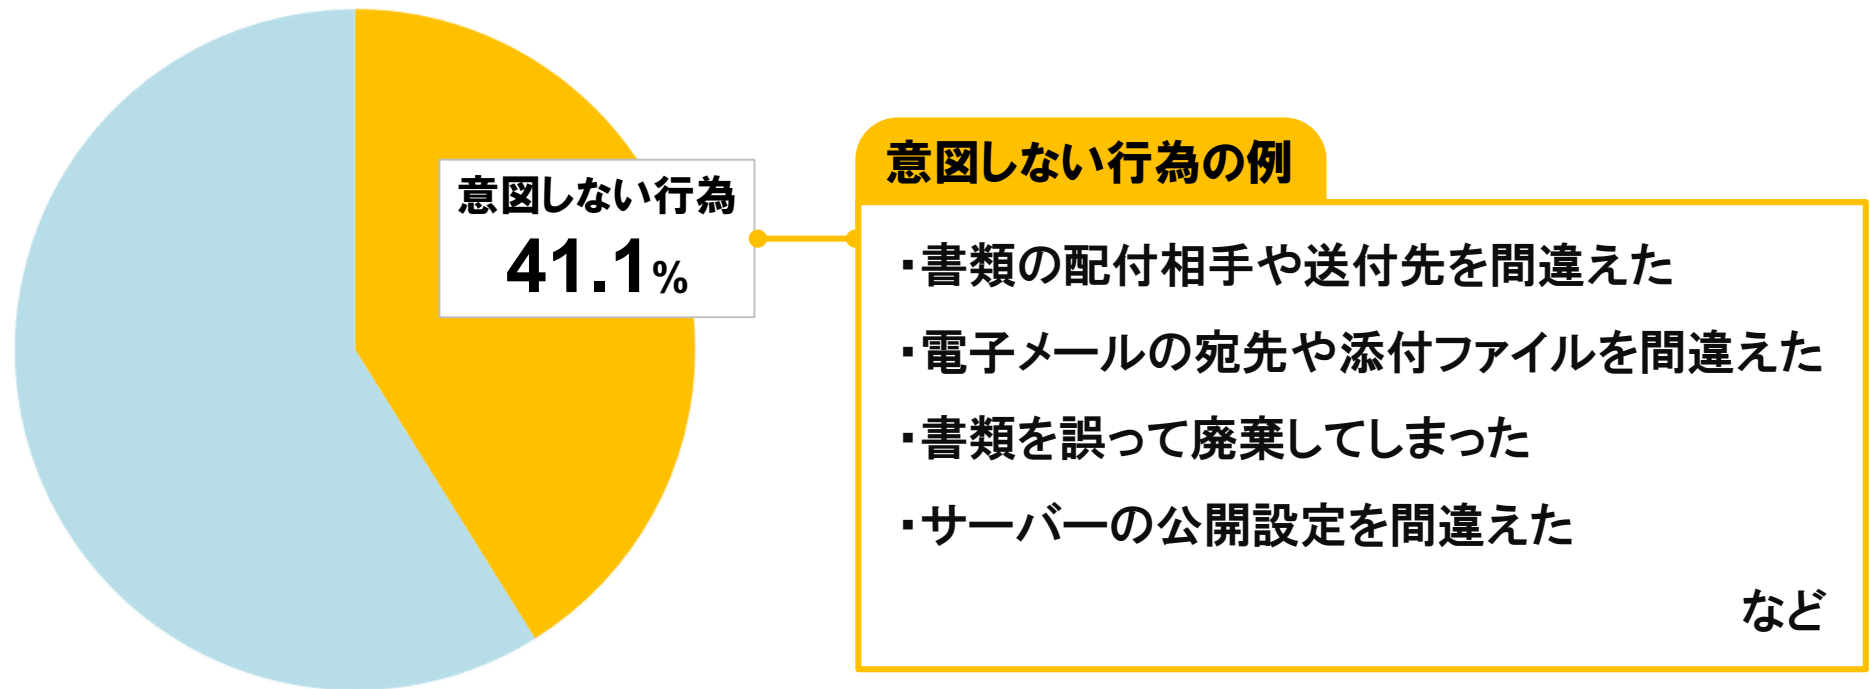 意図しない行為
41.1%
意図しない行為の例
・書類の配付相手や送付先を間違えた
・電子メールの宛先や添付ファイルを間違えた
・書類を誤って廃棄してしまった
・サーバーの公開設定を間違えた
など